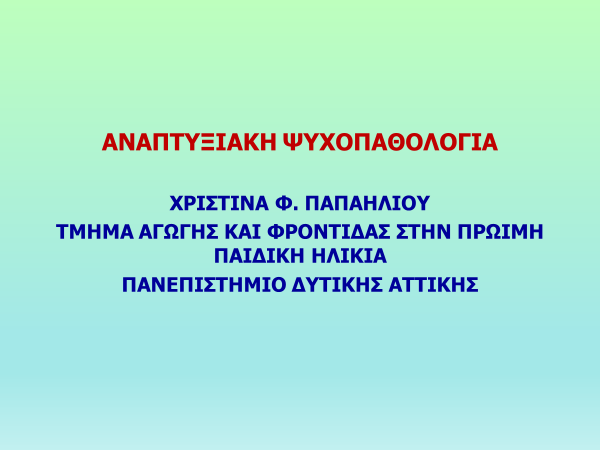 ΑΝΑΠΤΥΞΙΑΚΗ ΨΥΧΟΠΑΘΟΛΟΓΙΑ
ΧΡΙΣΤΙΝΑ Φ. ΠΑΠΑΗΛΙΟΥ
ΤΜΗΜΑ ΑΓΩΓΗΣ ΚΑΙ ΦΡΟΝΤΙΔΑΣ ΣΤΗΝ ΠΡΩΙΜΗ
ΠΑΙΔΙΚΗ ΗΛΙΚΙΑ
ΠΑΝΕΠΙΣΤΗΜΙΟ ΔΥΤΙΚΗΣ ΑΤΤΙΚΗΣ